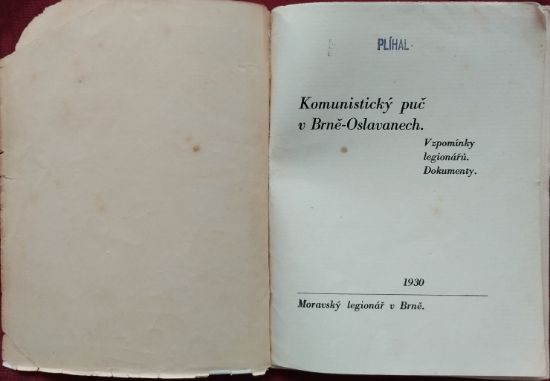 PLÍHAL
Komunistický puč
v Brně-Oslavanech.
Vzpomínky
legionářů.
Dokumenty.
1930
Moravský legionář v Brně.